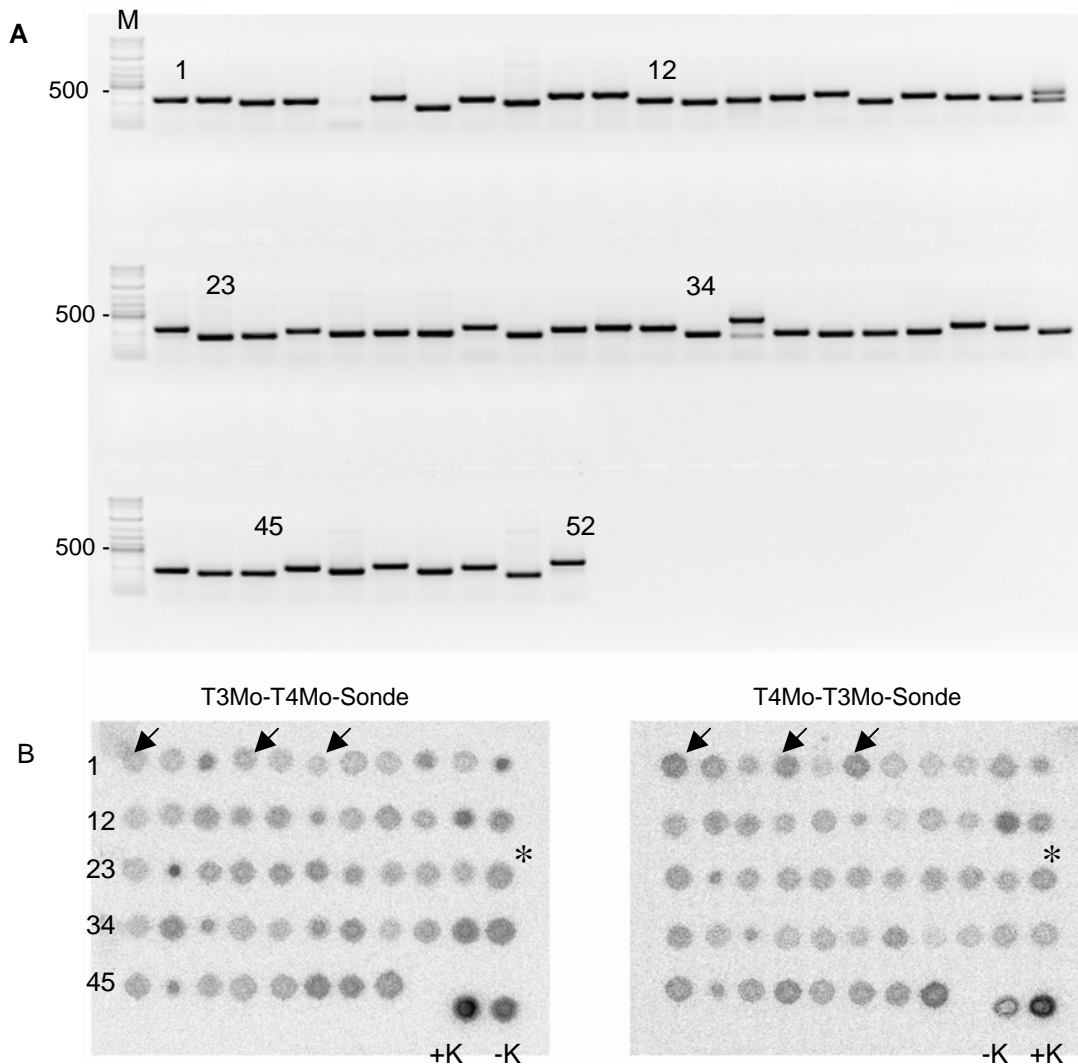 A
M
1 12
500 -
23 34
500 -
45 52
500 -
T3Mo-T4Mo-Sonde T4Mo-T3Mo-Sonde
B
1
12
*
*
23
34
45
+K -K -K +K